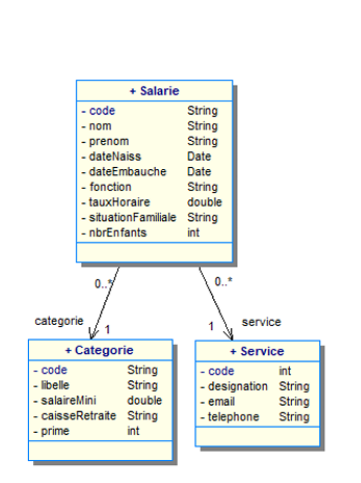 + Salarie
- code String
- nom String
- prenom String
- dateNaiss Date
- dateEmbauche Date
- fonction String
- tauxHoraire double
- situationFamiliale String
- nbrEnfants int
0..* 0..*
categorie 1 1 service
+ Categorie
- code String
- libelle String
- salaireMini double
- caisseRetraite String
- prime int
+ Service
- code int
- designation String
- email String
- telephone String